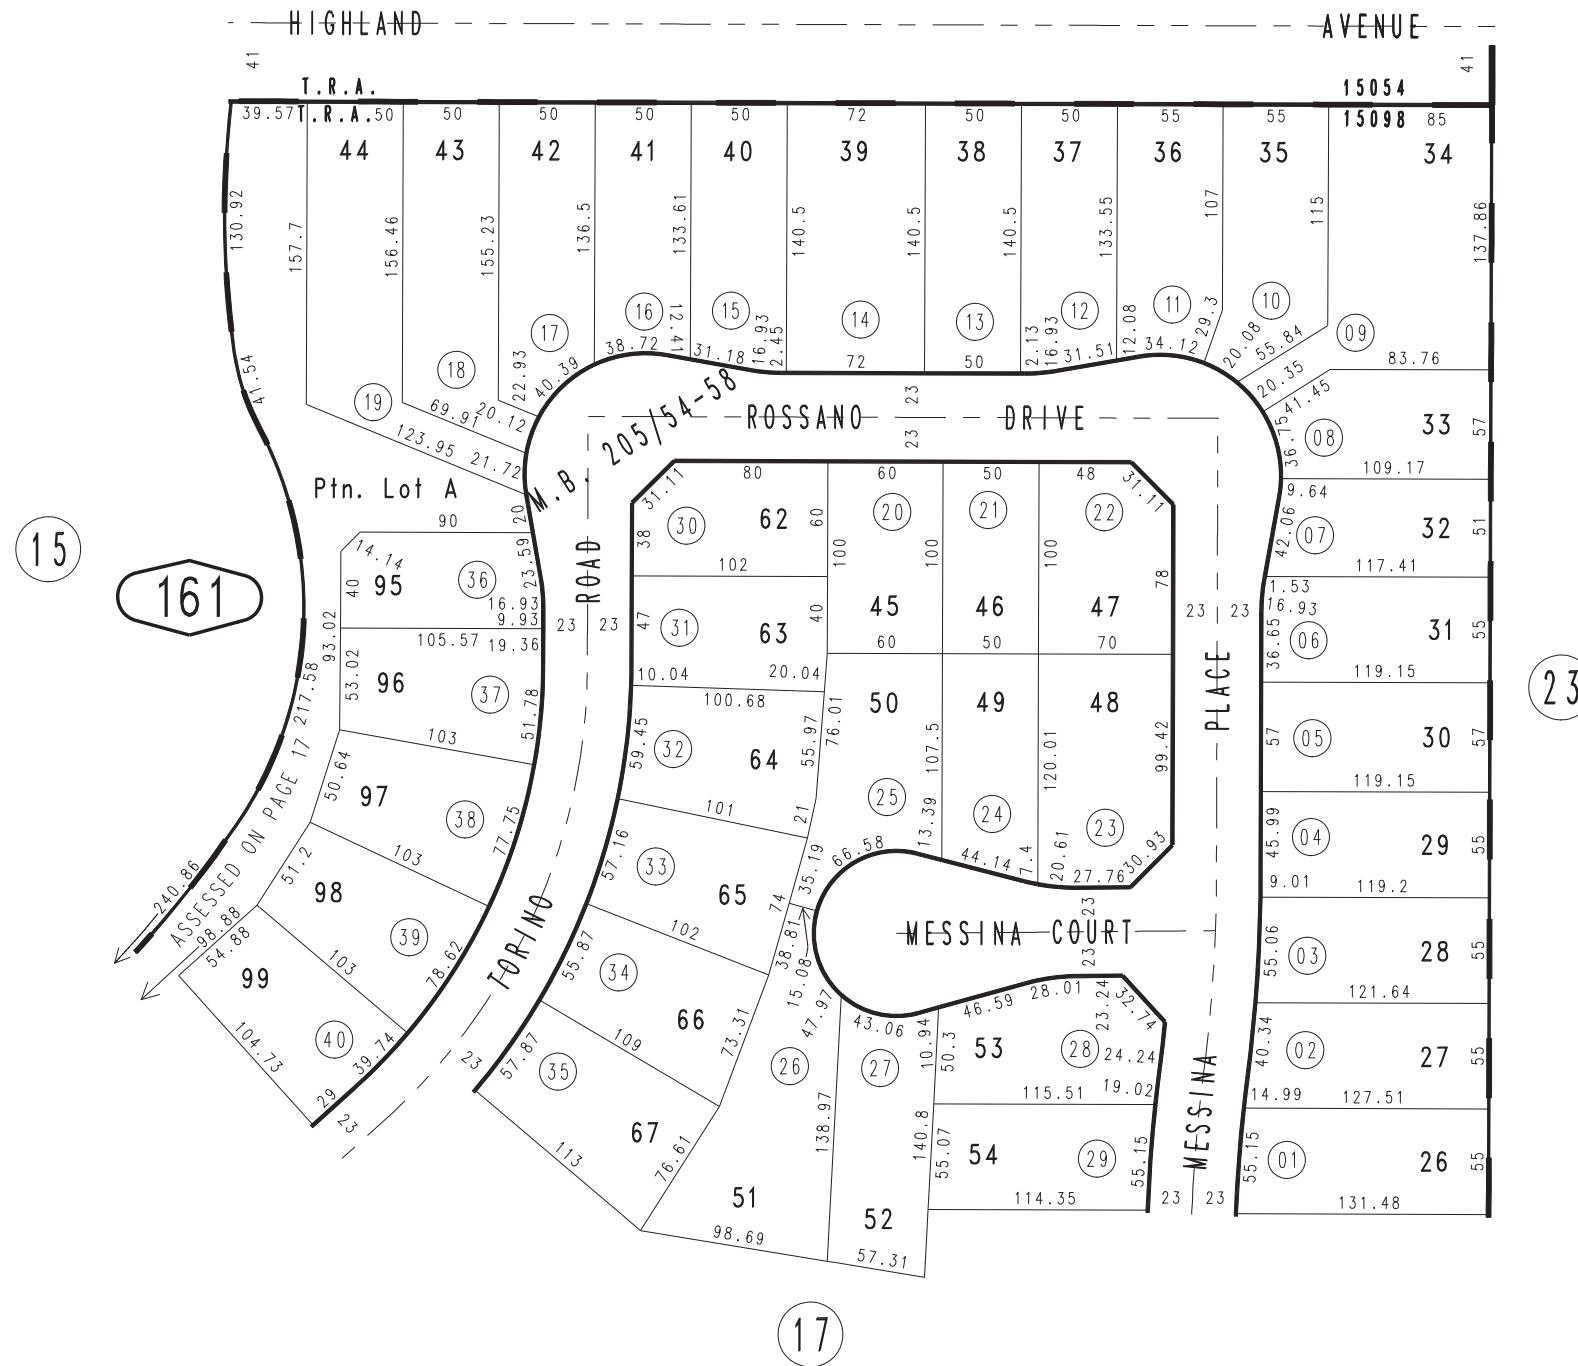 HIGHLAND AVENUE
41 41
T.R.A. 15054
T.R.A. 15098
39.57 50 50 50 50 50 72 50 50 55 55 85
44 43 42 41 40 39 38 37 36 35 34
130.92 157.7 156.46 155.23 136.5 133.61 140.5 140.5 140.5 133.55 107 115 137.86
19 18 17 16 15 14 13 12 11 10 09
22.93 40.39 38.72 12.41 31.18 16.93 2.45 72 50 2.13 16.93 31.51 12.08 34.12 29.3 20.08 55.84 83.76
41.54 123.95 21.72 69.91 20.12
20.35 41.45 36.75 08 33 57
109.17
M.B. 205/54-58
ROSSANO DRIVE
23
23
Ptn. Lot A
20
90
14.14 40 95 36 23.59
16.93
9.93
105.57 19.36
93.02 53.02 96 37 51.78
103
50.64 97 38 77.75
103
51.2 98 39 78.62
103
54.88 99 40 39.74
104.73 29
217.58
240.86
98.88
ASSESSED ON PAGE 17
15
161
TORINO ROAD
23 23
23
23
31.11 80 60 50 48 31.11
38 30 62 60 20 21 22
102 100 100 100 78
47 31 63 40 45 46 47
10.04 20.04 60 50 70
100.68
59.45 32 64 55.97 76.01 50 49 48
101 21 107.5 120.01 99.42
25 24 23
57.16 33 65 74 35.19 66.58 13.39 44.14 7.4 20.61 27.76 30.93
102
55.87 34 66 73.31 38.81 15.08
109
57.87 35 67 76.61
113
MESSINA COURT
23
23
47.97 26 51 138.97 98.69
43.06 27 52 10.94 140.8 57.31
46.59 28.01 23.24 32.74
50.3 53 28 24.24
115.51 19.02
55.07 54 29 55.15
114.35
MESSINA PLACE
23 23
23 23
9.64
42.06 07 32 51
117.41
1.53
16.93
36.65 06 31 55
119.15
57 05 30 57
119.15
45.99 04 29 55
9.01 119.2
55.06 03 28 55
121.64
40.34 02 27 55
14.99 127.51
55.15 01 26 55
131.48
23
17